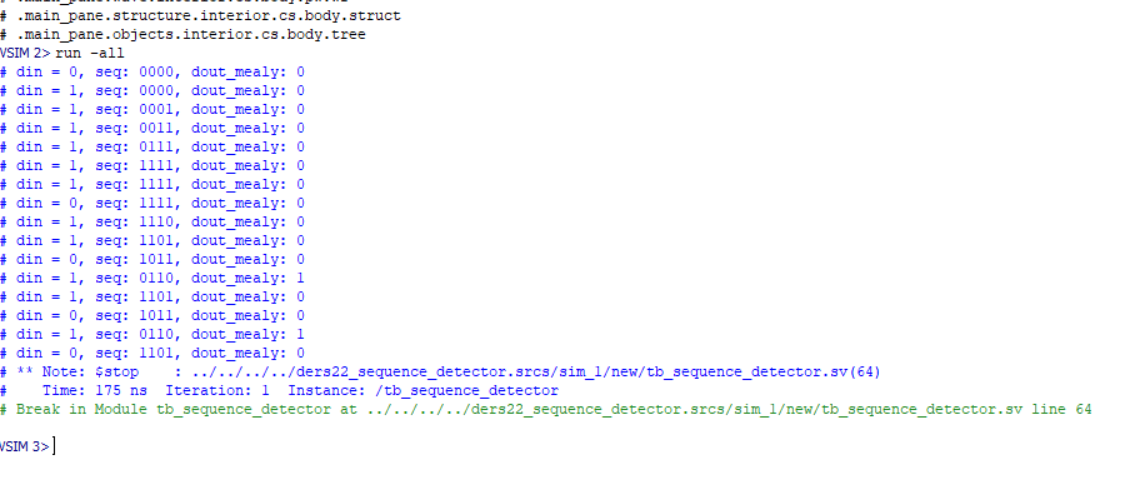 # .main_pane.structure.interior.cs.body.struct
# .main_pane.objects.interior.cs.body.tree
VSIM 2> run -all
# din = 0, seq: 0000, dout_mealy: 0
# din = 1, seq: 0000, dout_mealy: 0
# din = 1, seq: 0001, dout_mealy: 0
# din = 1, seq: 0011, dout_mealy: 0
# din = 1, seq: 0111, dout_mealy: 0
# din = 1, seq: 1111, dout_mealy: 0
# din = 1, seq: 1111, dout_mealy: 0
# din = 0, seq: 1111, dout_mealy: 0
# din = 1, seq: 1110, dout_mealy: 0
# din = 1, seq: 1101, dout_mealy: 0
# din = 0, seq: 1011, dout_mealy: 0
# din = 1, seq: 0110, dout_mealy: 1
# din = 1, seq: 1101, dout_mealy: 0
# din = 0, seq: 1011, dout_mealy: 0
# din = 1, seq: 0110, dout_mealy: 1
# din = 0, seq: 1101, dout_mealy: 0
# ** Note: $stop    : ../../../../ders22_sequence_detector.srcs/sim_1/new/tb_sequence_detector.sv(64)
#    Time: 175 ns  Iteration: 1  Instance: /tb_sequence_detector
# Break in Module tb_sequence_detector at ../../../../ders22_sequence_detector.srcs/sim_1/new/tb_sequence_detector.sv line 64
VSIM 3>